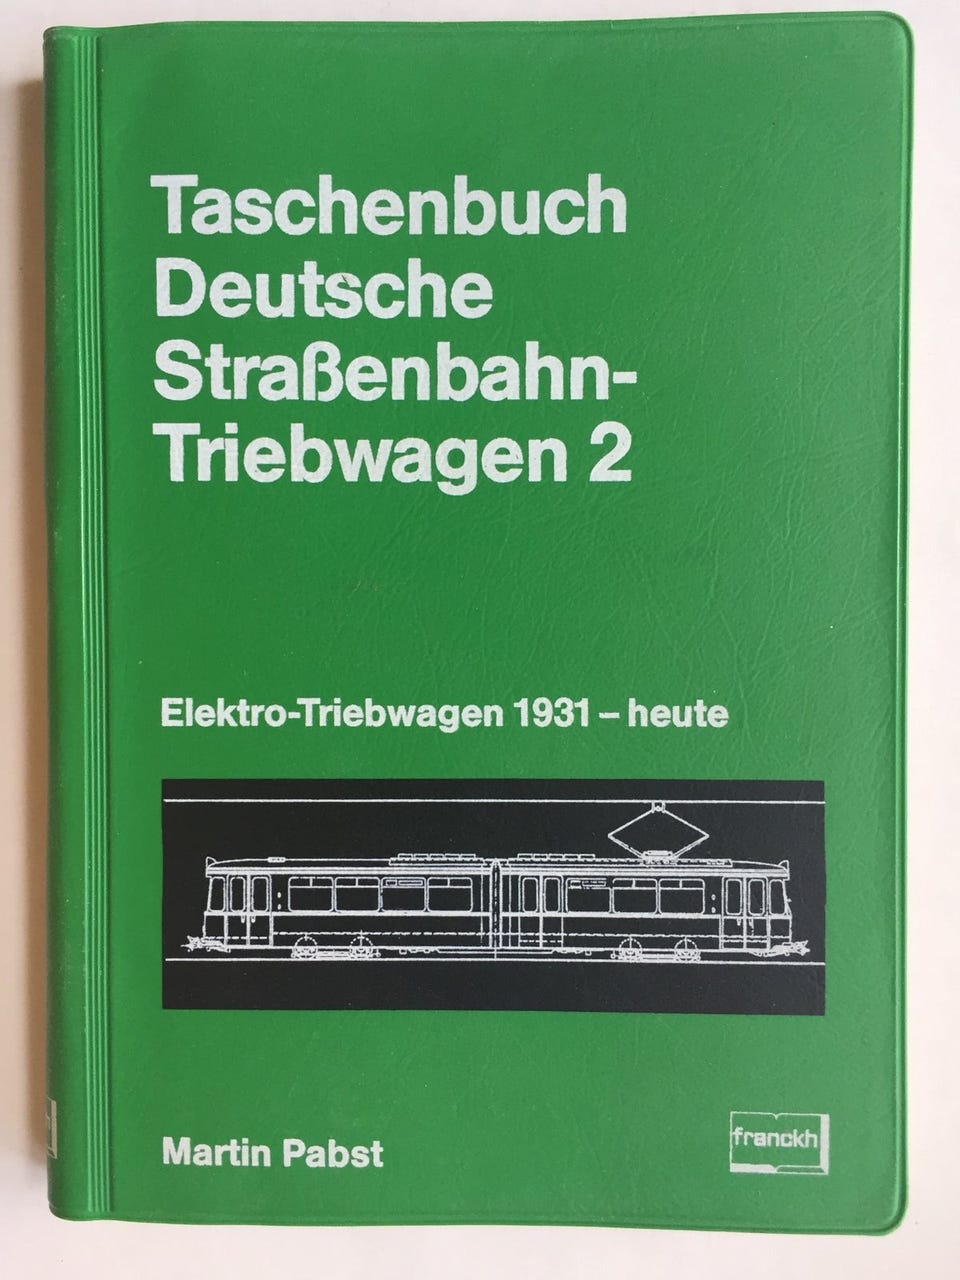 Taschenbuch
Deutsche
Straßenbahn-
Triebwagen 2
Elektro-Triebwagen 1931 – heute
Martin Pabst
franckh